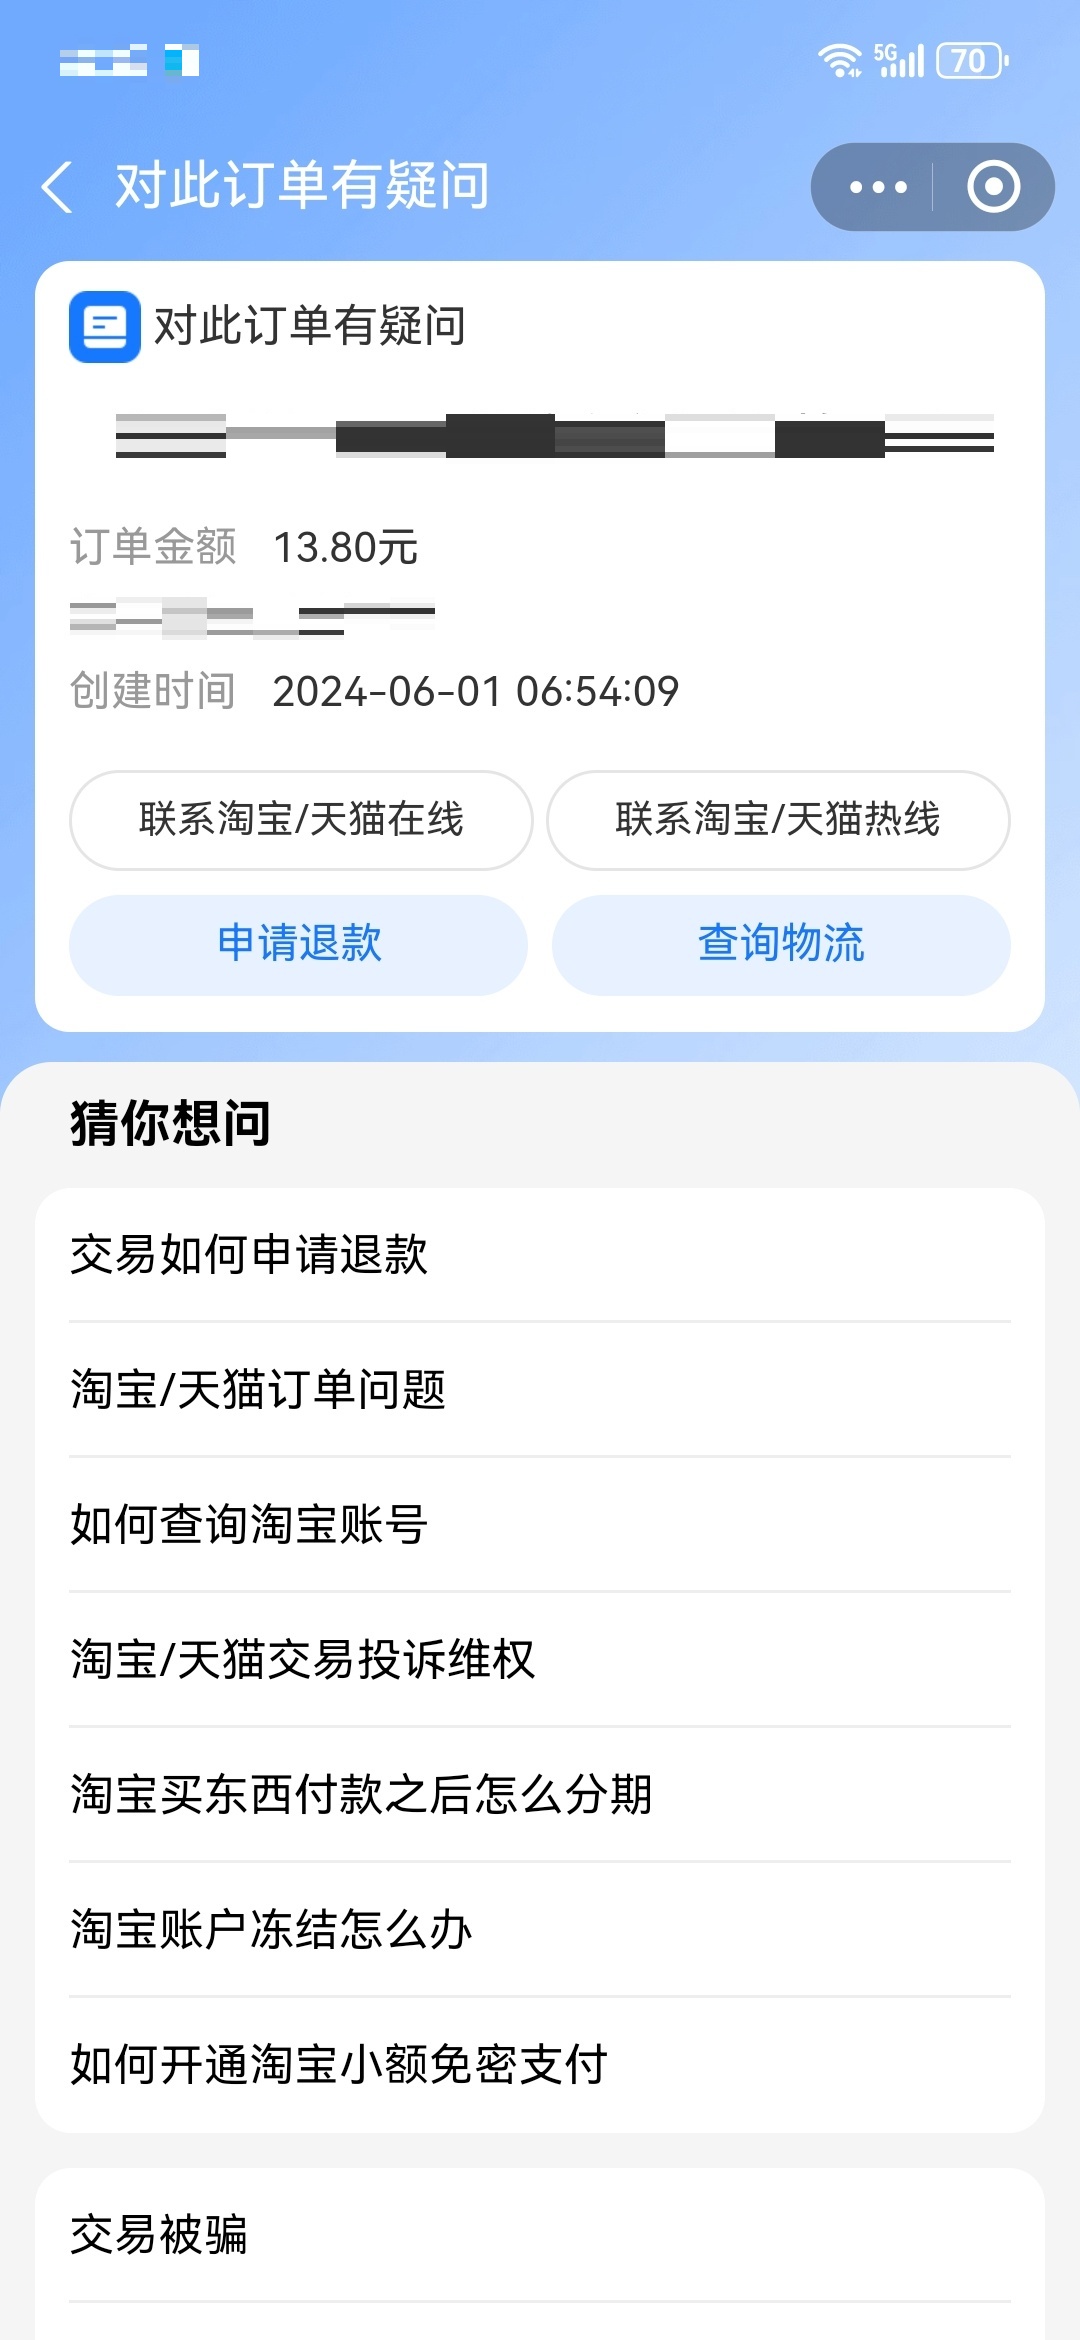 5G 70
对此订单有疑问
对此订单有疑问
订单金额 13.80元
创建时间 2024-06-01 06:54:09
联系淘宝/天猫在线 联系淘宝/天猫热线
申请退款 查询物流
猜你想问
交易如何申请退款
淘宝/天猫订单问题
如何查询淘宝账号
淘宝/天猫交易投诉维权
淘宝买东西付款之后怎么分期
淘宝账户冻结怎么办
如何开通淘宝小额免密支付
交易被骗